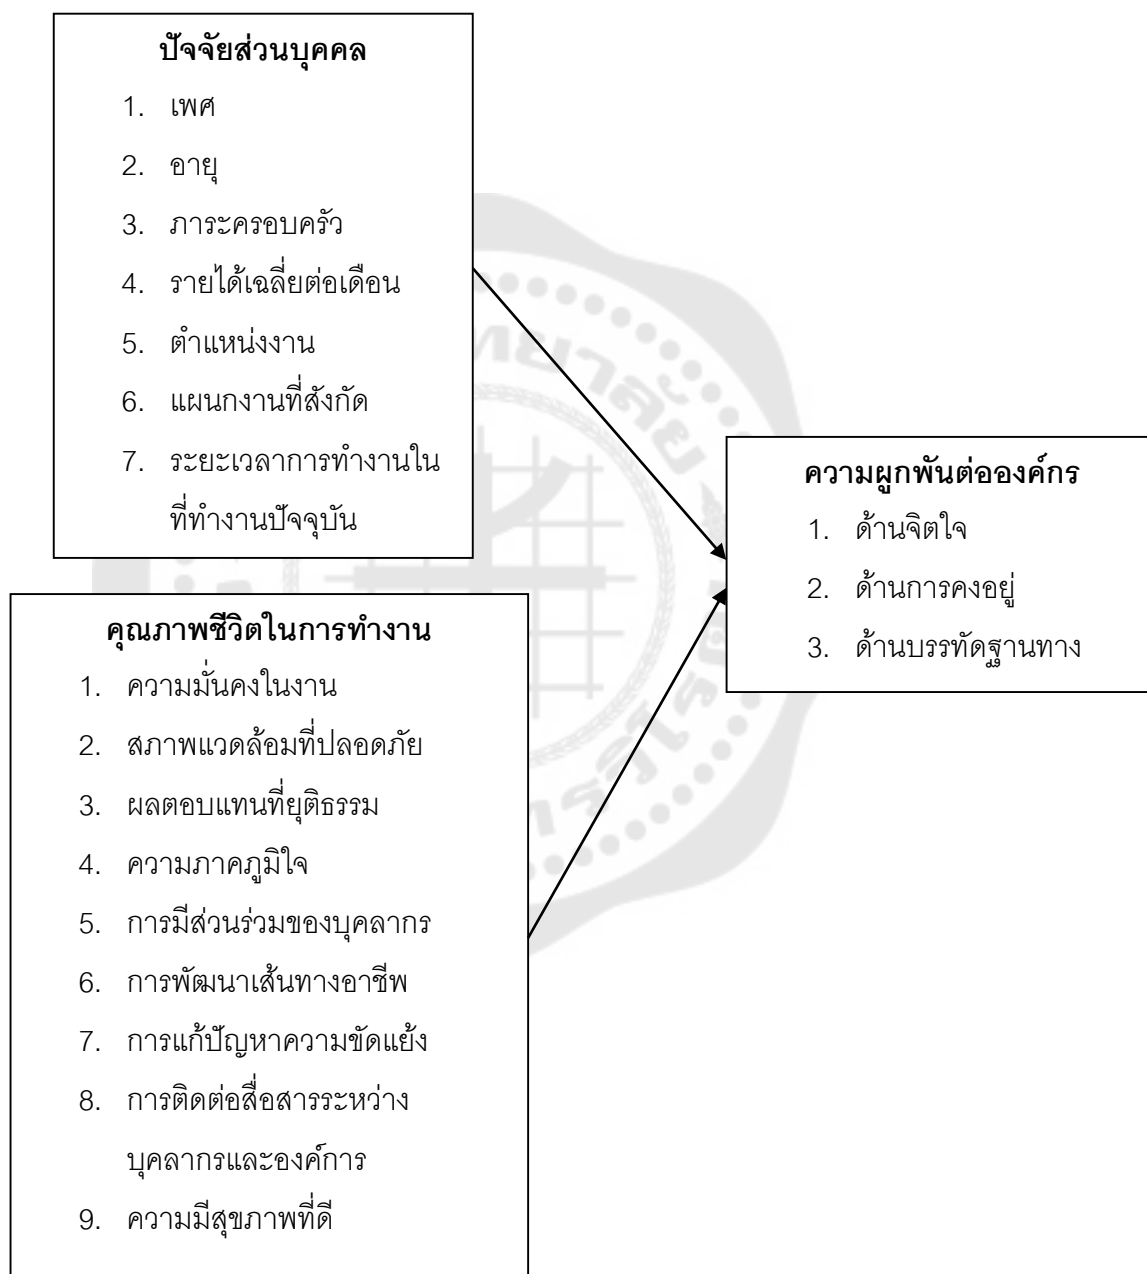 ปัจจัยส่วนบุคคล
1. เพศ
2. อายุ
3. ภาระครอบครัว
4. รายได้เฉลี่ยต่อเดือน
5. ตำแหน่งงาน
6. แผนกงานที่สังกัด
7. ระยะเวลาการทำงานใน
ที่ทำงานปัจจุบัน
ความผูกพันต่อองค์กร
1. ด้านจิตใจ
2. ด้านการคงอยู่
3. ด้านบรรทัดฐานทาง
คุณภาพชีวิตในการทำงาน
1. ความมั่นคงในงาน
2. สภาพแวดล้อมที่ปลอดภัย
3. ผลตอบแทนที่ยุติธรรม
4. ความภาคภูมิใจ
5. การมีส่วนร่วมของบุคลากร
6. การพัฒนาเส้นทางอาชีพ
7. การแก้ปัญหาความขัดแย้ง
8. การติดต่อสื่อสารระหว่าง
บุคลากรและองค์การ
9. ความมีสุขภาพที่ดี